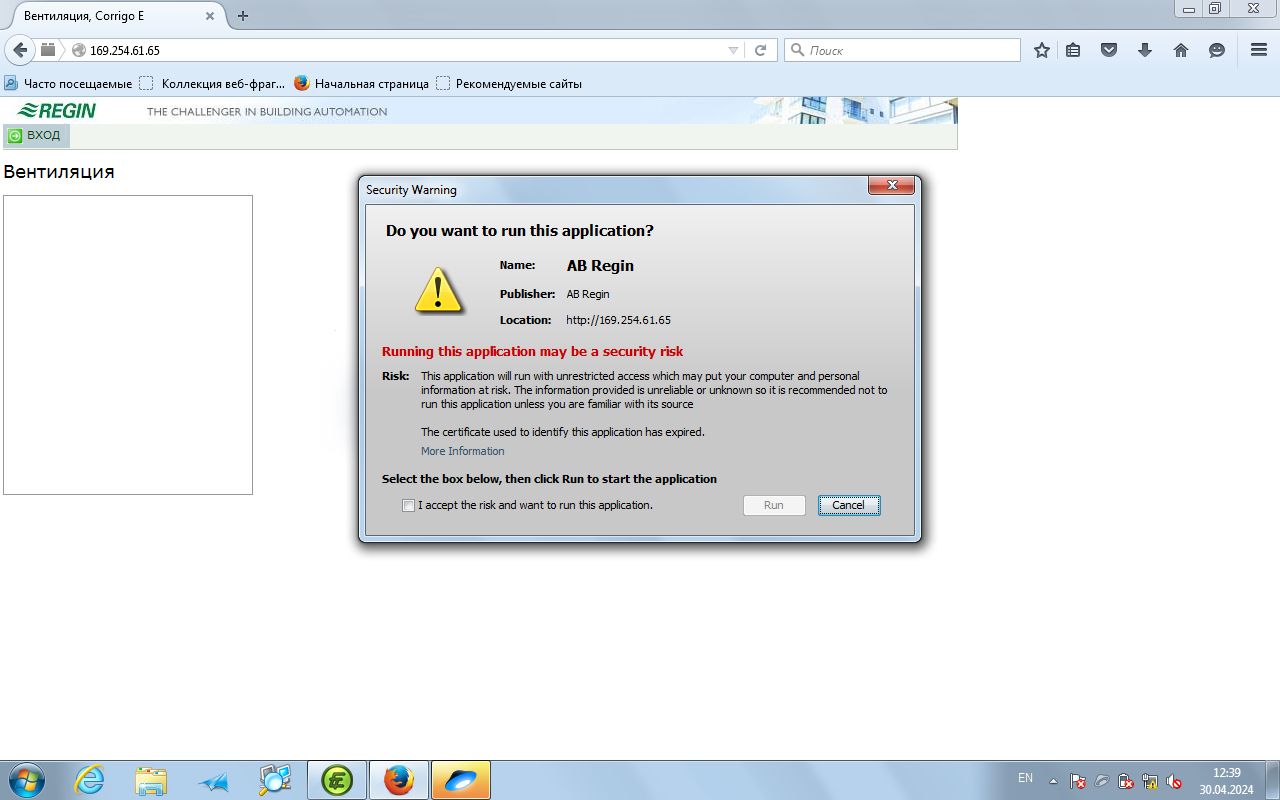 Вентиляция, Corrigo E
169.254.61.65
Поиск
Часто посещаемые
Коллекция веб-фраг...
Начальная страница
Рекомендуемые сайты
REGIN
THE CHALLENGER IN BUILDING AUTOMATION
ВХОД
Вентиляция
Security Warning
Do you want to run this application?
Name: AB Regin
Publisher: AB Regin
Location: http://169.254.61.65
Running this application may be a security risk
Risk: This application will run with unrestricted access which may put your computer and personal
information at risk. The information provided is unreliable or unknown so it is recommended not to
run this application unless you are familiar with its source
The certificate used to identify this application has expired.
More Information
Select the box below, then click Run to start the application
I accept the risk and want to run this application.
Run
Cancel
EN
12:39
30.04.2024